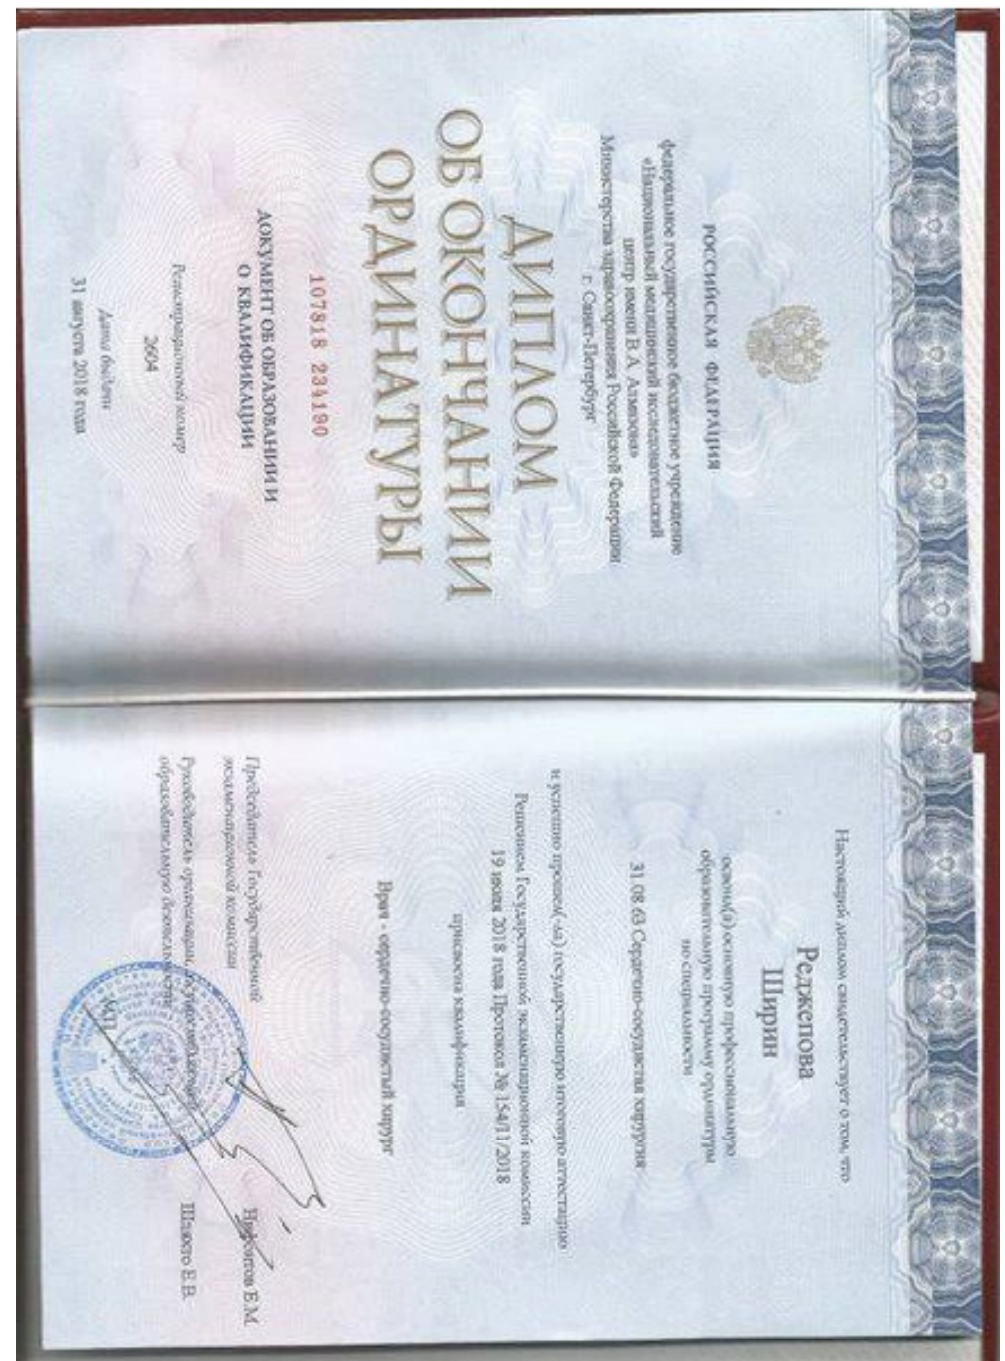 РОССИЙСКАЯ ФЕДЕРАЦИЯ
федеральное государственное бюджетное учреждение
«Национальный медицинский исследовательский
центр имени В.А. Алмазова»
Министерства здравоохранения Российской Федерации
г. Санкт-Петербург
ДИПЛОМ
ОБ ОКОНЧАНИИ
ОРДИНАТУРЫ
107818 234190
ДОКУМЕНТ ОБ ОБРАЗОВАНИИ И
О КВАЛИФИКАЦИИ
Регистрационный номер
2604
Дата выдачи
31 августа 2018 года
Настоящий диплом свидетельствует о том, что
Реджепова
Ширин
освоил(а) основную профессиональную
образовательную программу ординатуры
по специальности
31.08.63 Сердечно-сосудистая хирургия
и успешно прошел(-ла) государственную итоговую аттестацию
Решением Государственной экзаменационной комиссии
19 июня 2018 года Протокол № 154/11/2018
присвоена квалификация
Врач - сердечно-сосудистый хирург
Председатель Государственной
экзаменационной комиссии
Нифонтов Е.М.
Руководитель организации, осуществляющей
образовательную деятельность
Шляхто Е.В.
МП